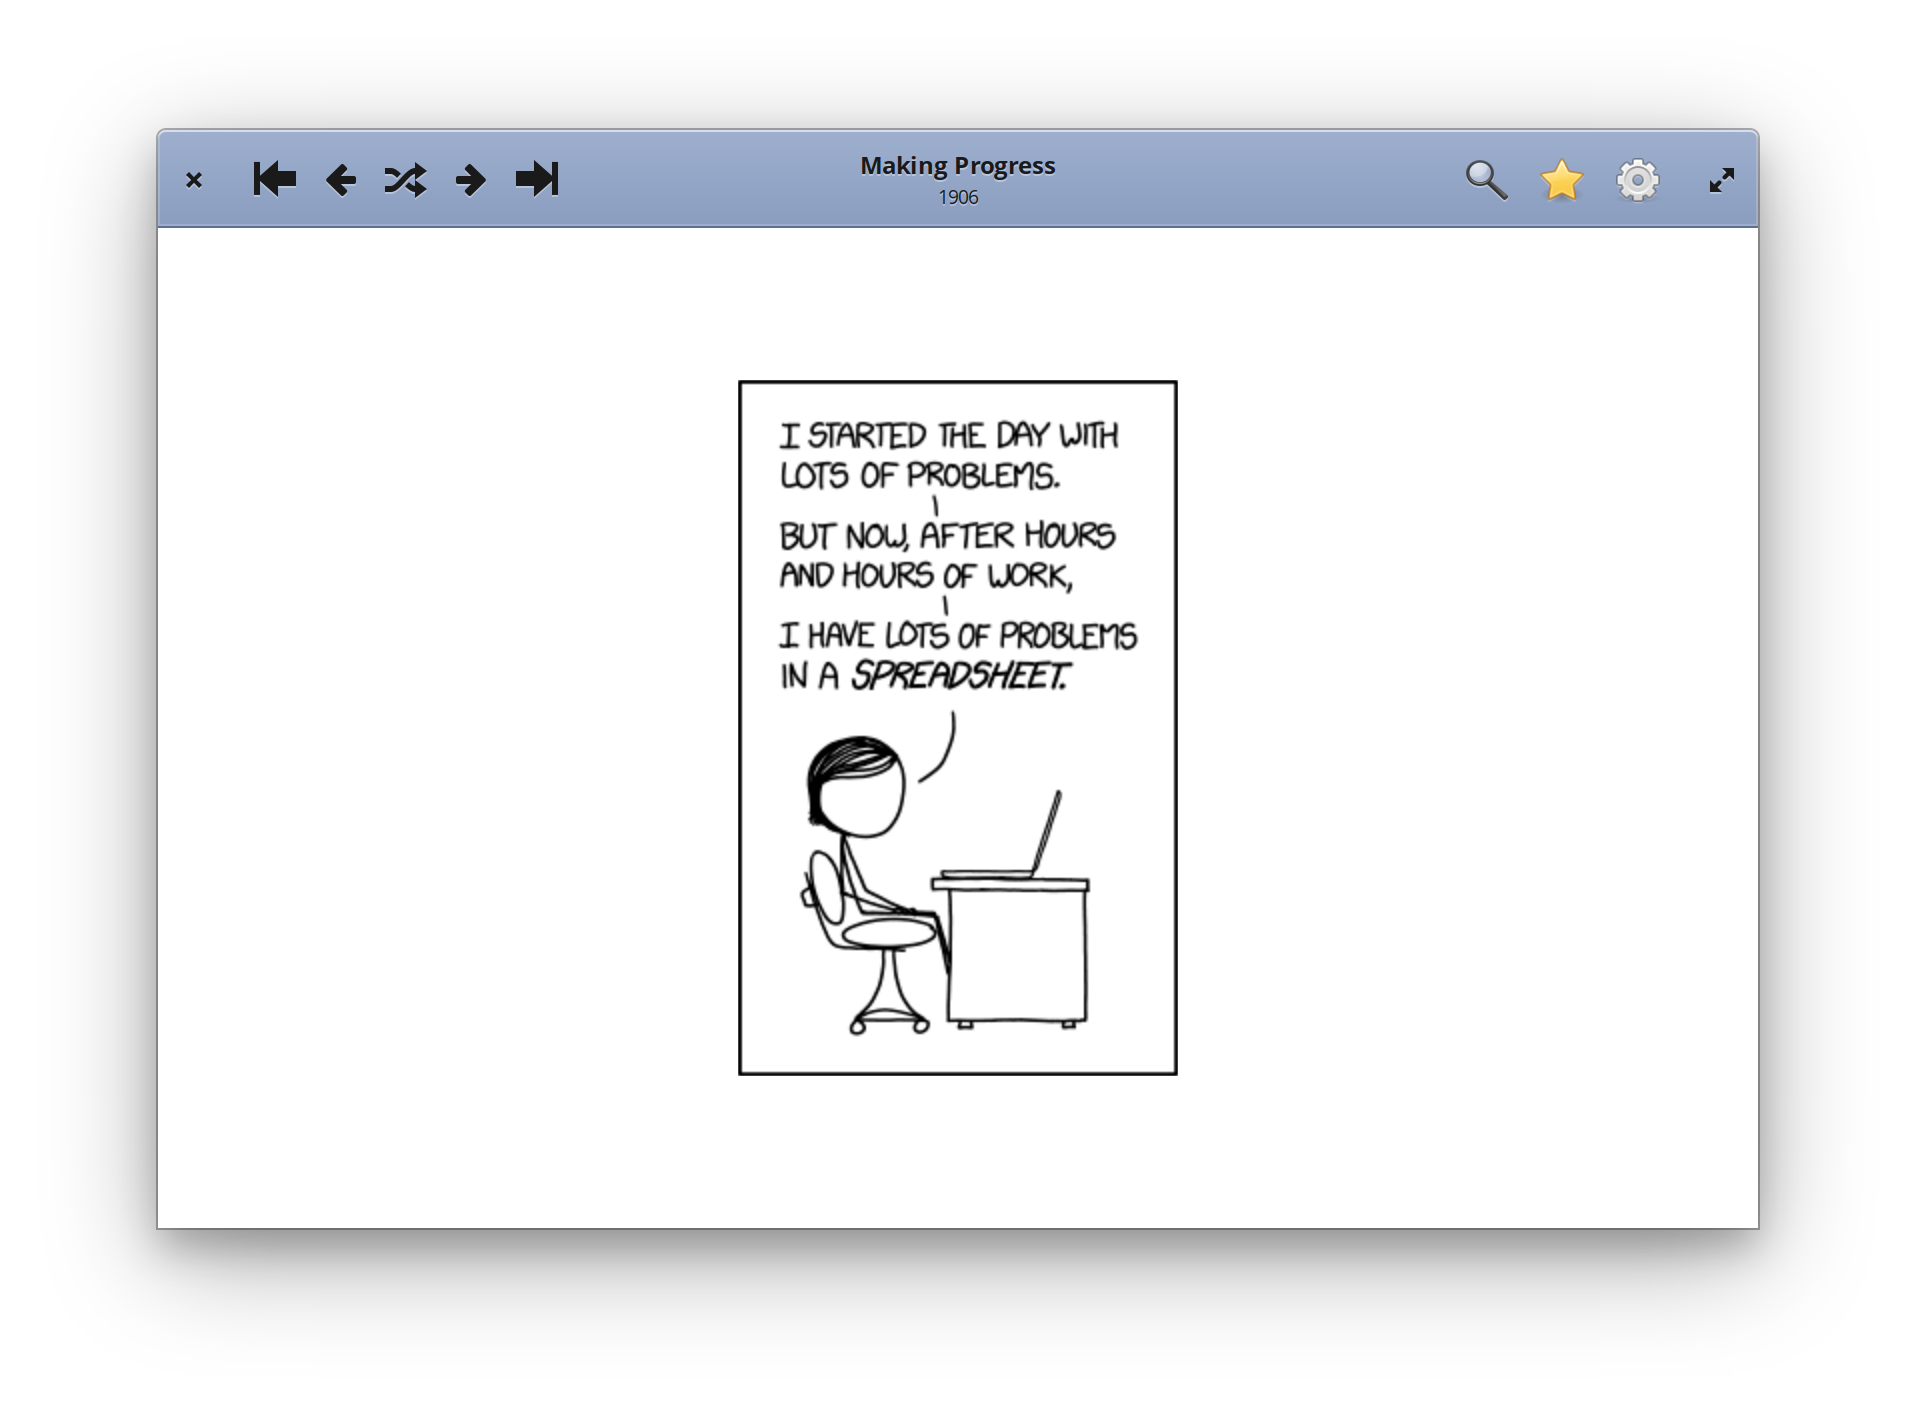 Making Progress
1906
I STARTED THE DAY WITH
LOTS OF PROBLEMS.
BUT NOW, AFTER HOURS
AND HOURS OF WORK,
I HAVE LOTS OF PROBLEMS
IN A SPREADSHEET.